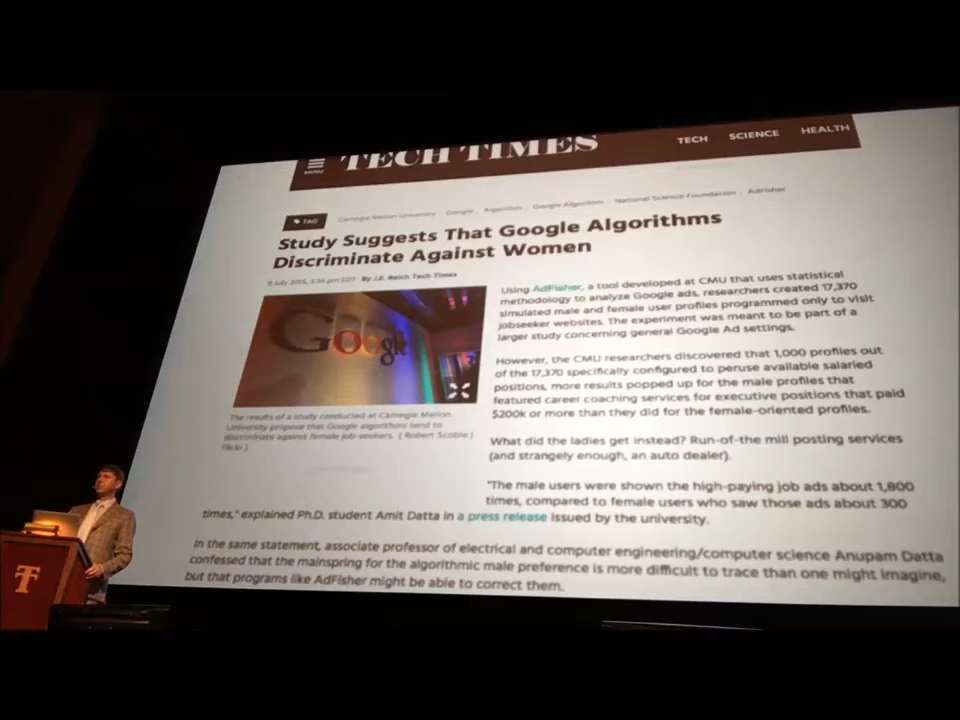 TECH TIMES
MENU
TECH SCIENCE HEALTH
TAG Carnegie Mellon University , Google , Algorithm , Google Algorithm , National Science Foundation , AdFisher
Study Suggests That Google Algorithms
Discriminate Against Women
9 July 2015, 3:34 pm EDT By J.E. Reich Tech Times
Using AdFisher, a tool developed at CMU that uses statistical
methodology to analyze Google ads, researchers created 17,370
simulated male and female user profiles programmed only to visit
jobseeker websites. The experiment was meant to be part of a
larger study concerning general Google Ad settings.
Google
However, the CMU researchers discovered that 1,000 profiles out
of the 17,370 specifically configured to peruse available salaried
positions, more results popped up for the male profiles that
featured career coaching services for executive positions that paid
$200k or more than they did for the female-oriented profiles.
The results of a study conducted at Carnegie Mellon
University propose that Google algorithms tend to
discriminate against female job-seekers. ( Robert Scoble |
Flickr )
What did the ladies get instead? Run-of-the mill posting services
(and strangely enough, an auto dealer).
"The male users were shown the high-paying job ads about 1,800
times, compared to female users who saw those ads about 300
times," explained Ph.D. student Amit Datta in a press release issued by the university.
In the same statement, associate professor of electrical and computer engineering/computer science Anupam Datta
confessed that the mainspring for the algorithmic male preference is more difficult to trace than one might imagine,
but that programs like AdFisher might be able to correct them.
T